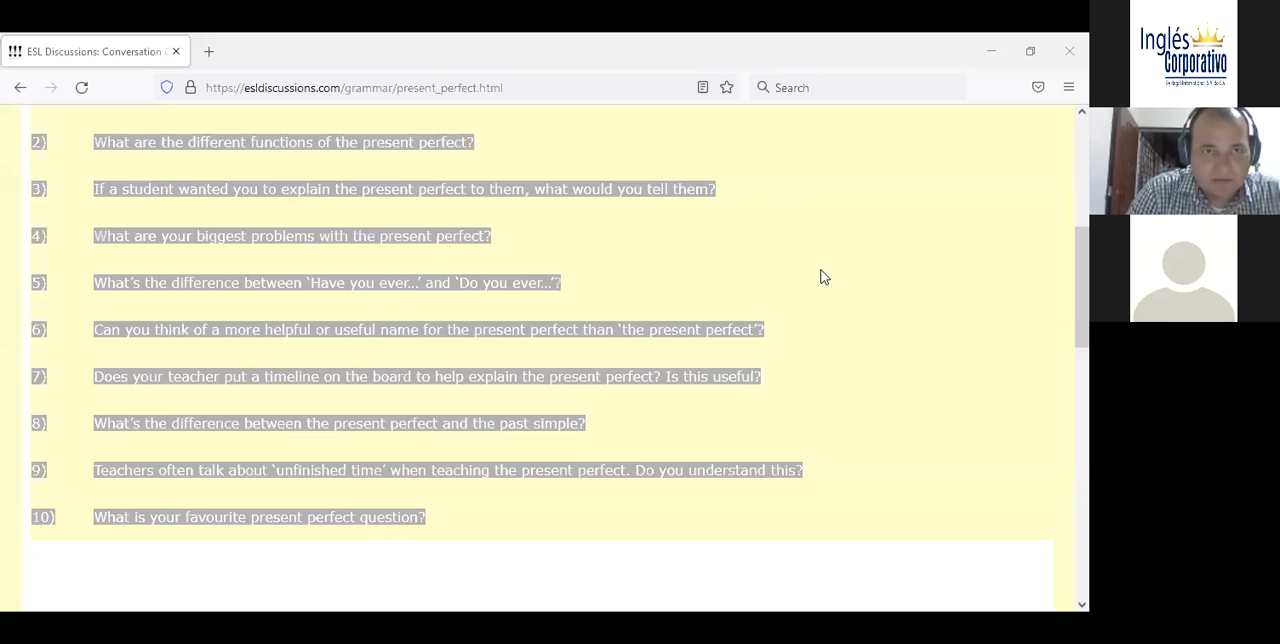 ESL Discussions: Conversation
https://esldiscussions.com/grammar/present_perfect.html
Search
2) What are the different functions of the present perfect?
3) If a student wanted you to explain the present perfect to them, what would you tell them?
4) What are your biggest problems with the present perfect?
5) What's the difference between ‘Have you ever...’ and ‘Do you ever...’?
6) Can you think of a more helpful or useful name for the present perfect than ‘the present perfect’?
7) Does your teacher put a timeline on the board to help explain the present perfect? Is this useful?
8) What's the difference between the present perfect and the past simple?
9) Teachers often talk about ‘unfinished time’ when teaching the present perfect. Do you understand this?
10) What is your favourite present perfect question?
Inglés
Corporativo